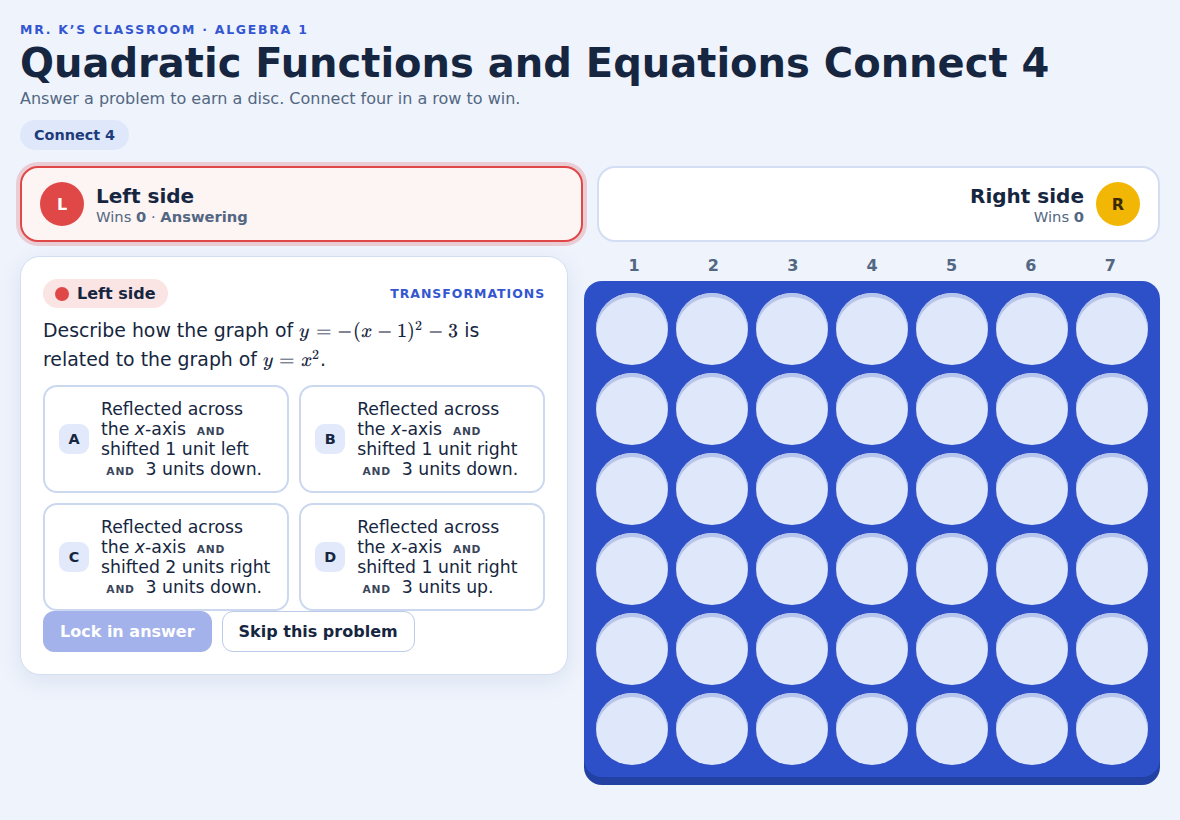 MR. K’S CLASSROOM · ALGEBRA 1
Quadratic Functions and Equations Connect 4
Answer a problem to earn a disc. Connect four in a row to win.
Connect 4
L
Left side
Wins 0 · Answering
Right side
Wins 0
R
Left side
TRANSFORMATIONS
Describe how the graph of y = −(x − 1)² − 3 is
related to the graph of y = x².
A
Reflected across
the x-axis AND
shifted 1 unit left
AND 3 units down.
B
Reflected across
the x-axis AND
shifted 1 unit right
AND 3 units down.
C
Reflected across
the x-axis AND
shifted 2 units right
AND 3 units down.
D
Reflected across
the x-axis AND
shifted 1 unit right
AND 3 units up.
Lock in answer
Skip this problem
1 2 3 4 5 6 7